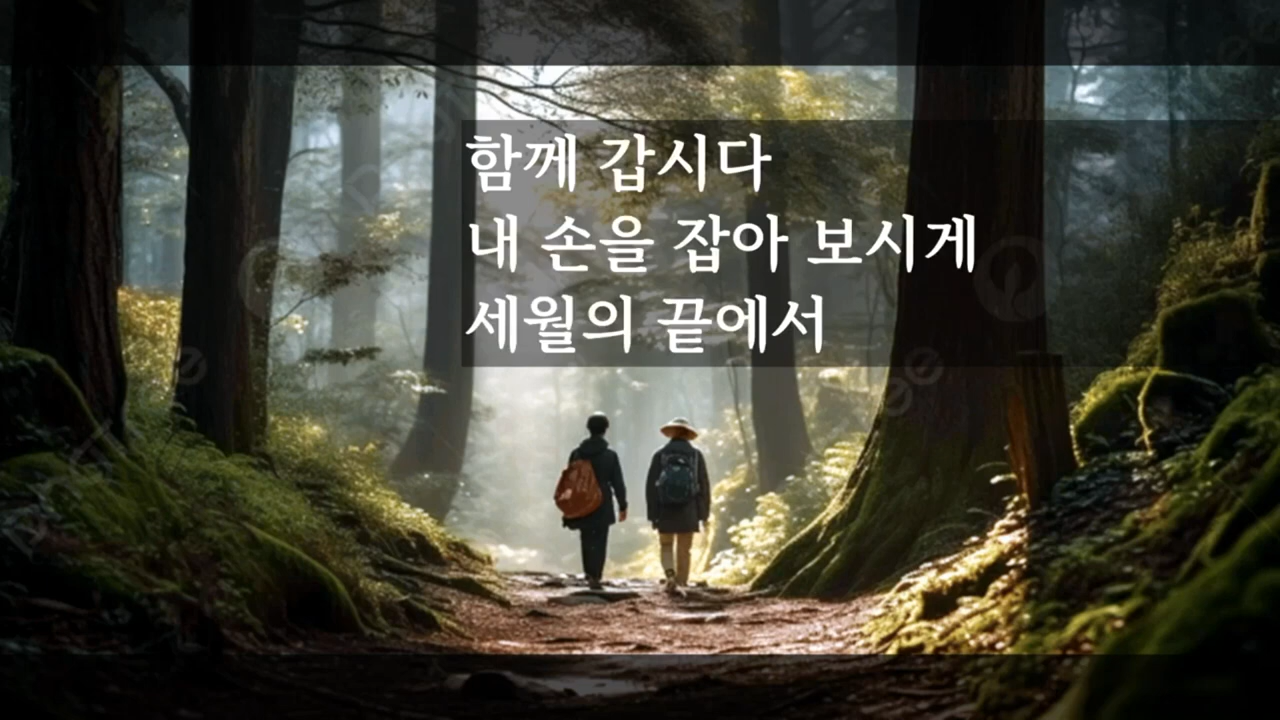 함께 갑시다
내 손을 잡아 보시게
세월의 끝에서